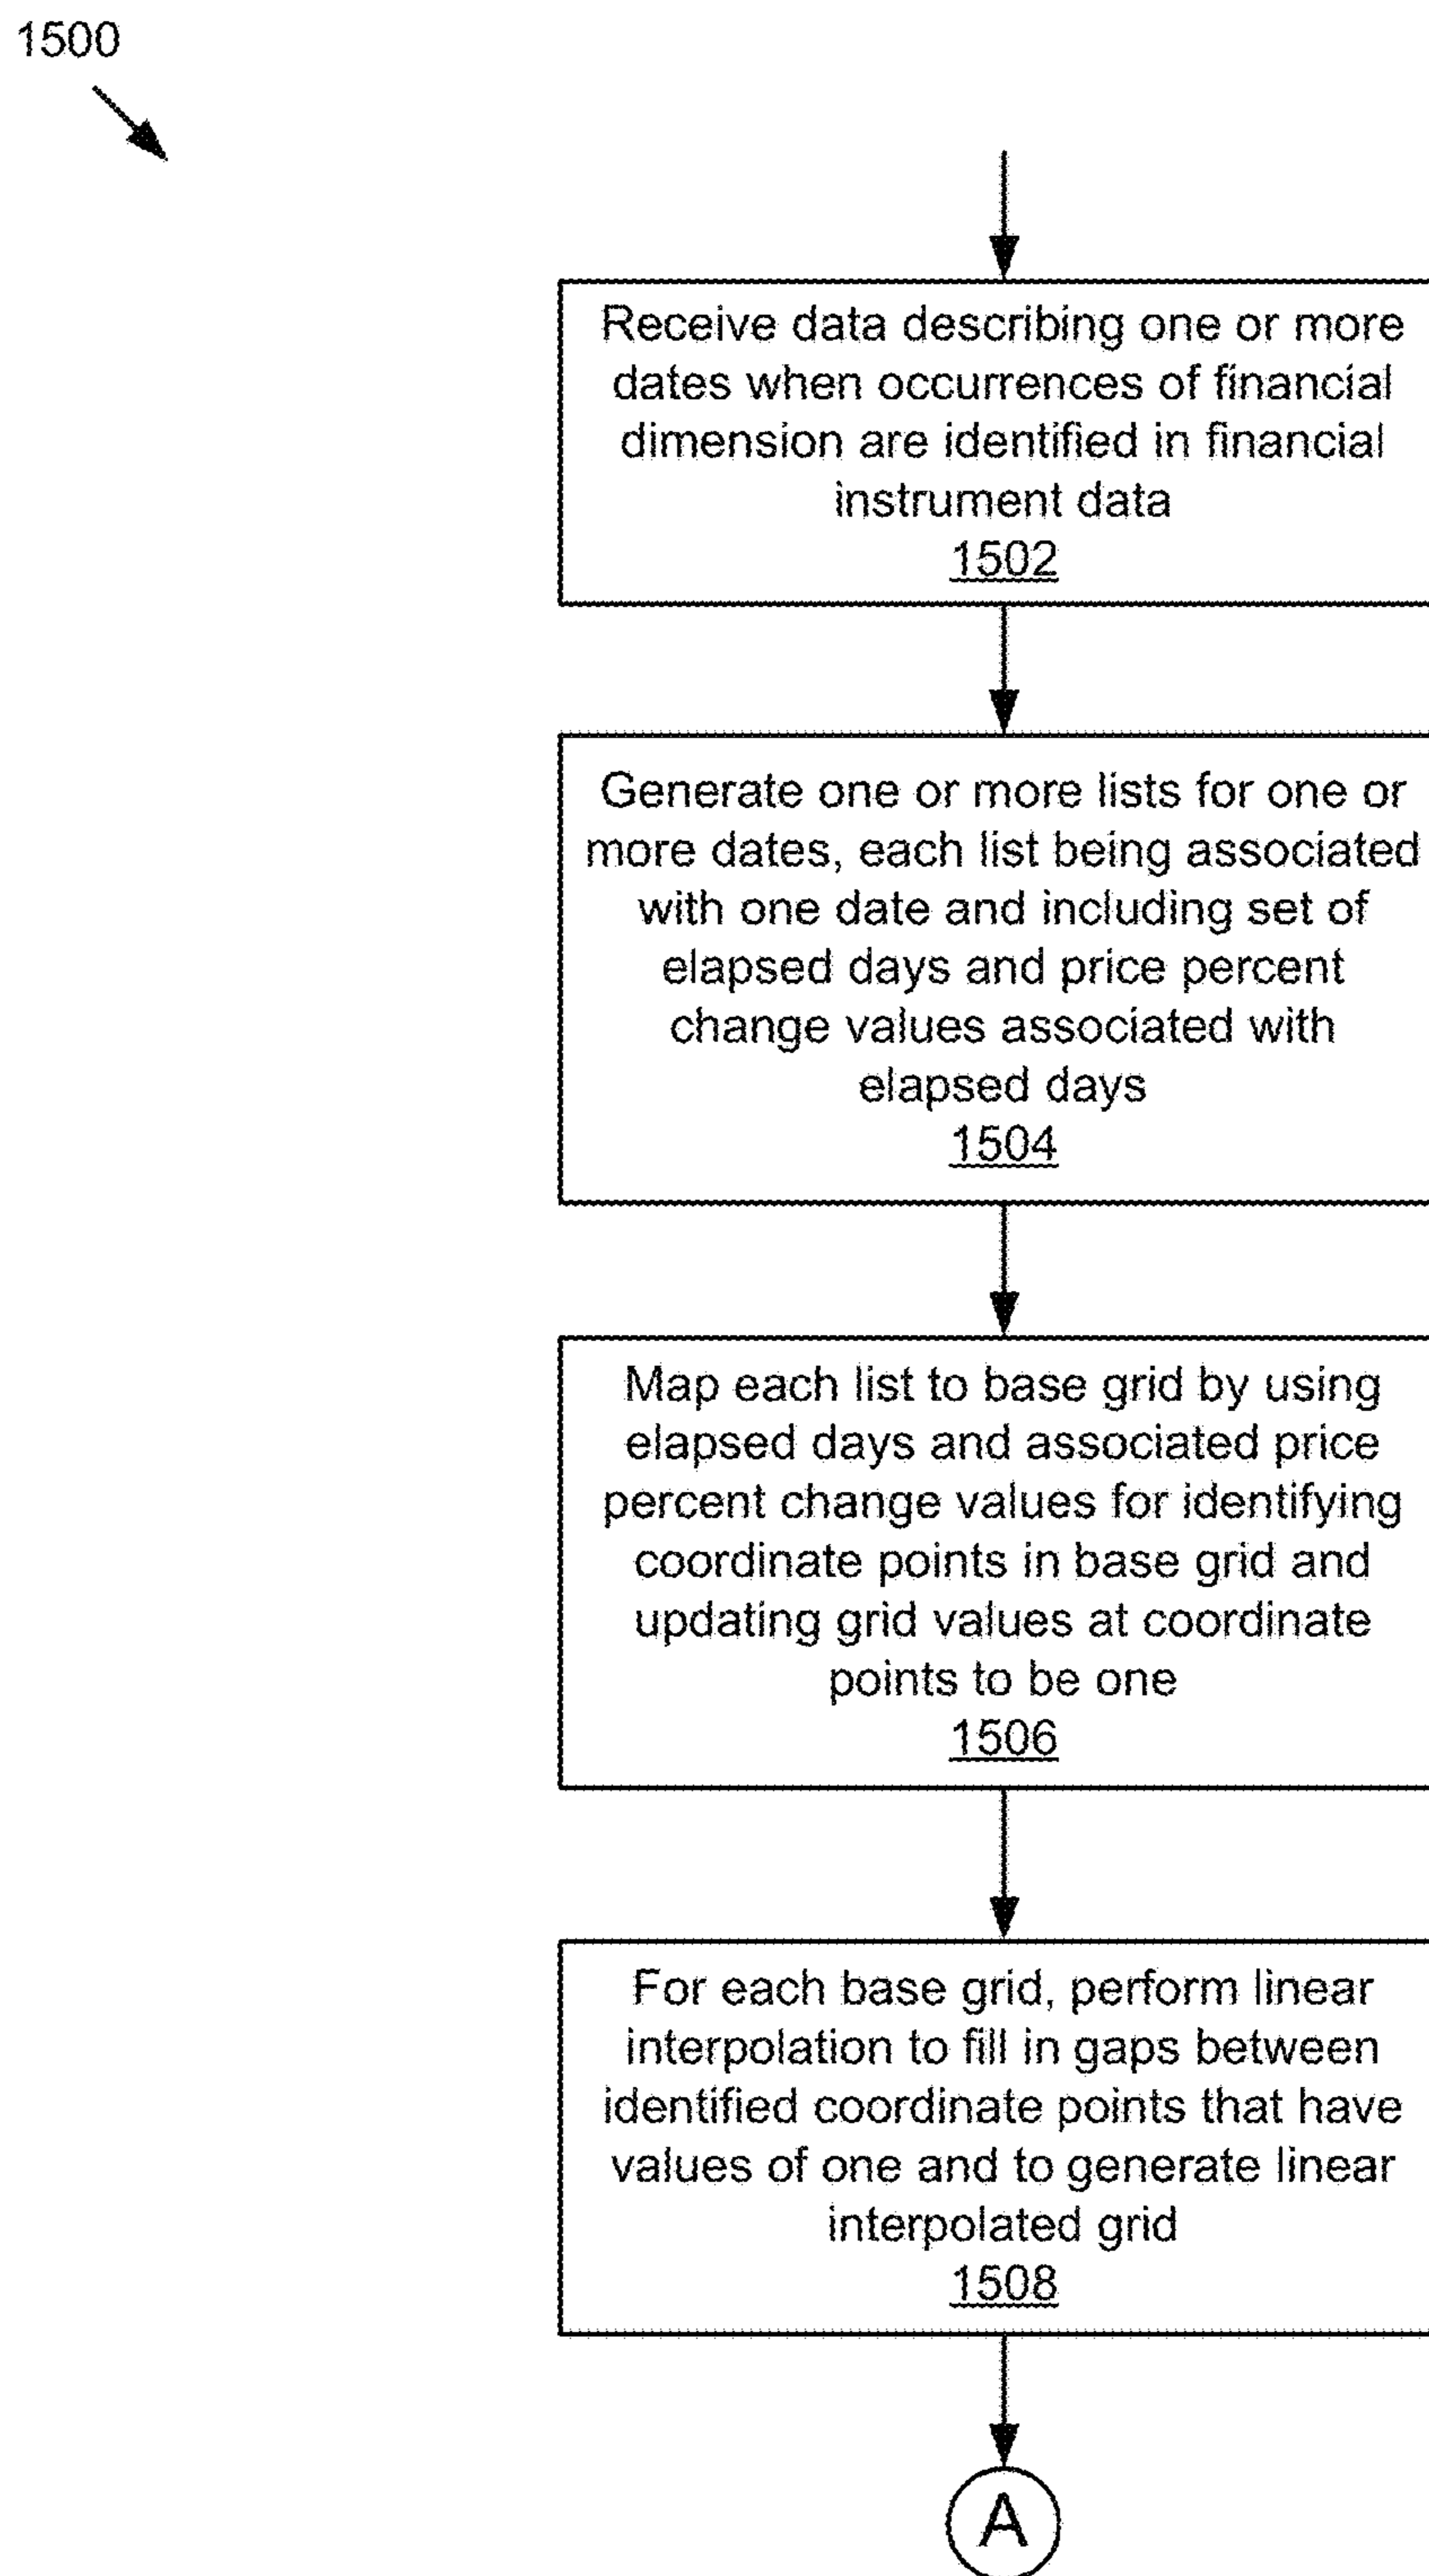 1500
Receive data describing one or more
dates when occurrences of financial
dimension are identified in financial
instrument data
1502
Generate one or more lists for one or
more dates, each list being associated
with one date and including set of
elapsed days and price percent
change values associated with
elapsed days
1504
Map each list to base grid by using
elapsed days and associated price
percent change values for identifying
coordinate points in base grid and
updating grid values at coordinate
points to be one
1506
For each base grid, perform linear
interpolation to fill in gaps between
identified coordinate points that have
values of one and to generate linear
interpolated grid
1508
A